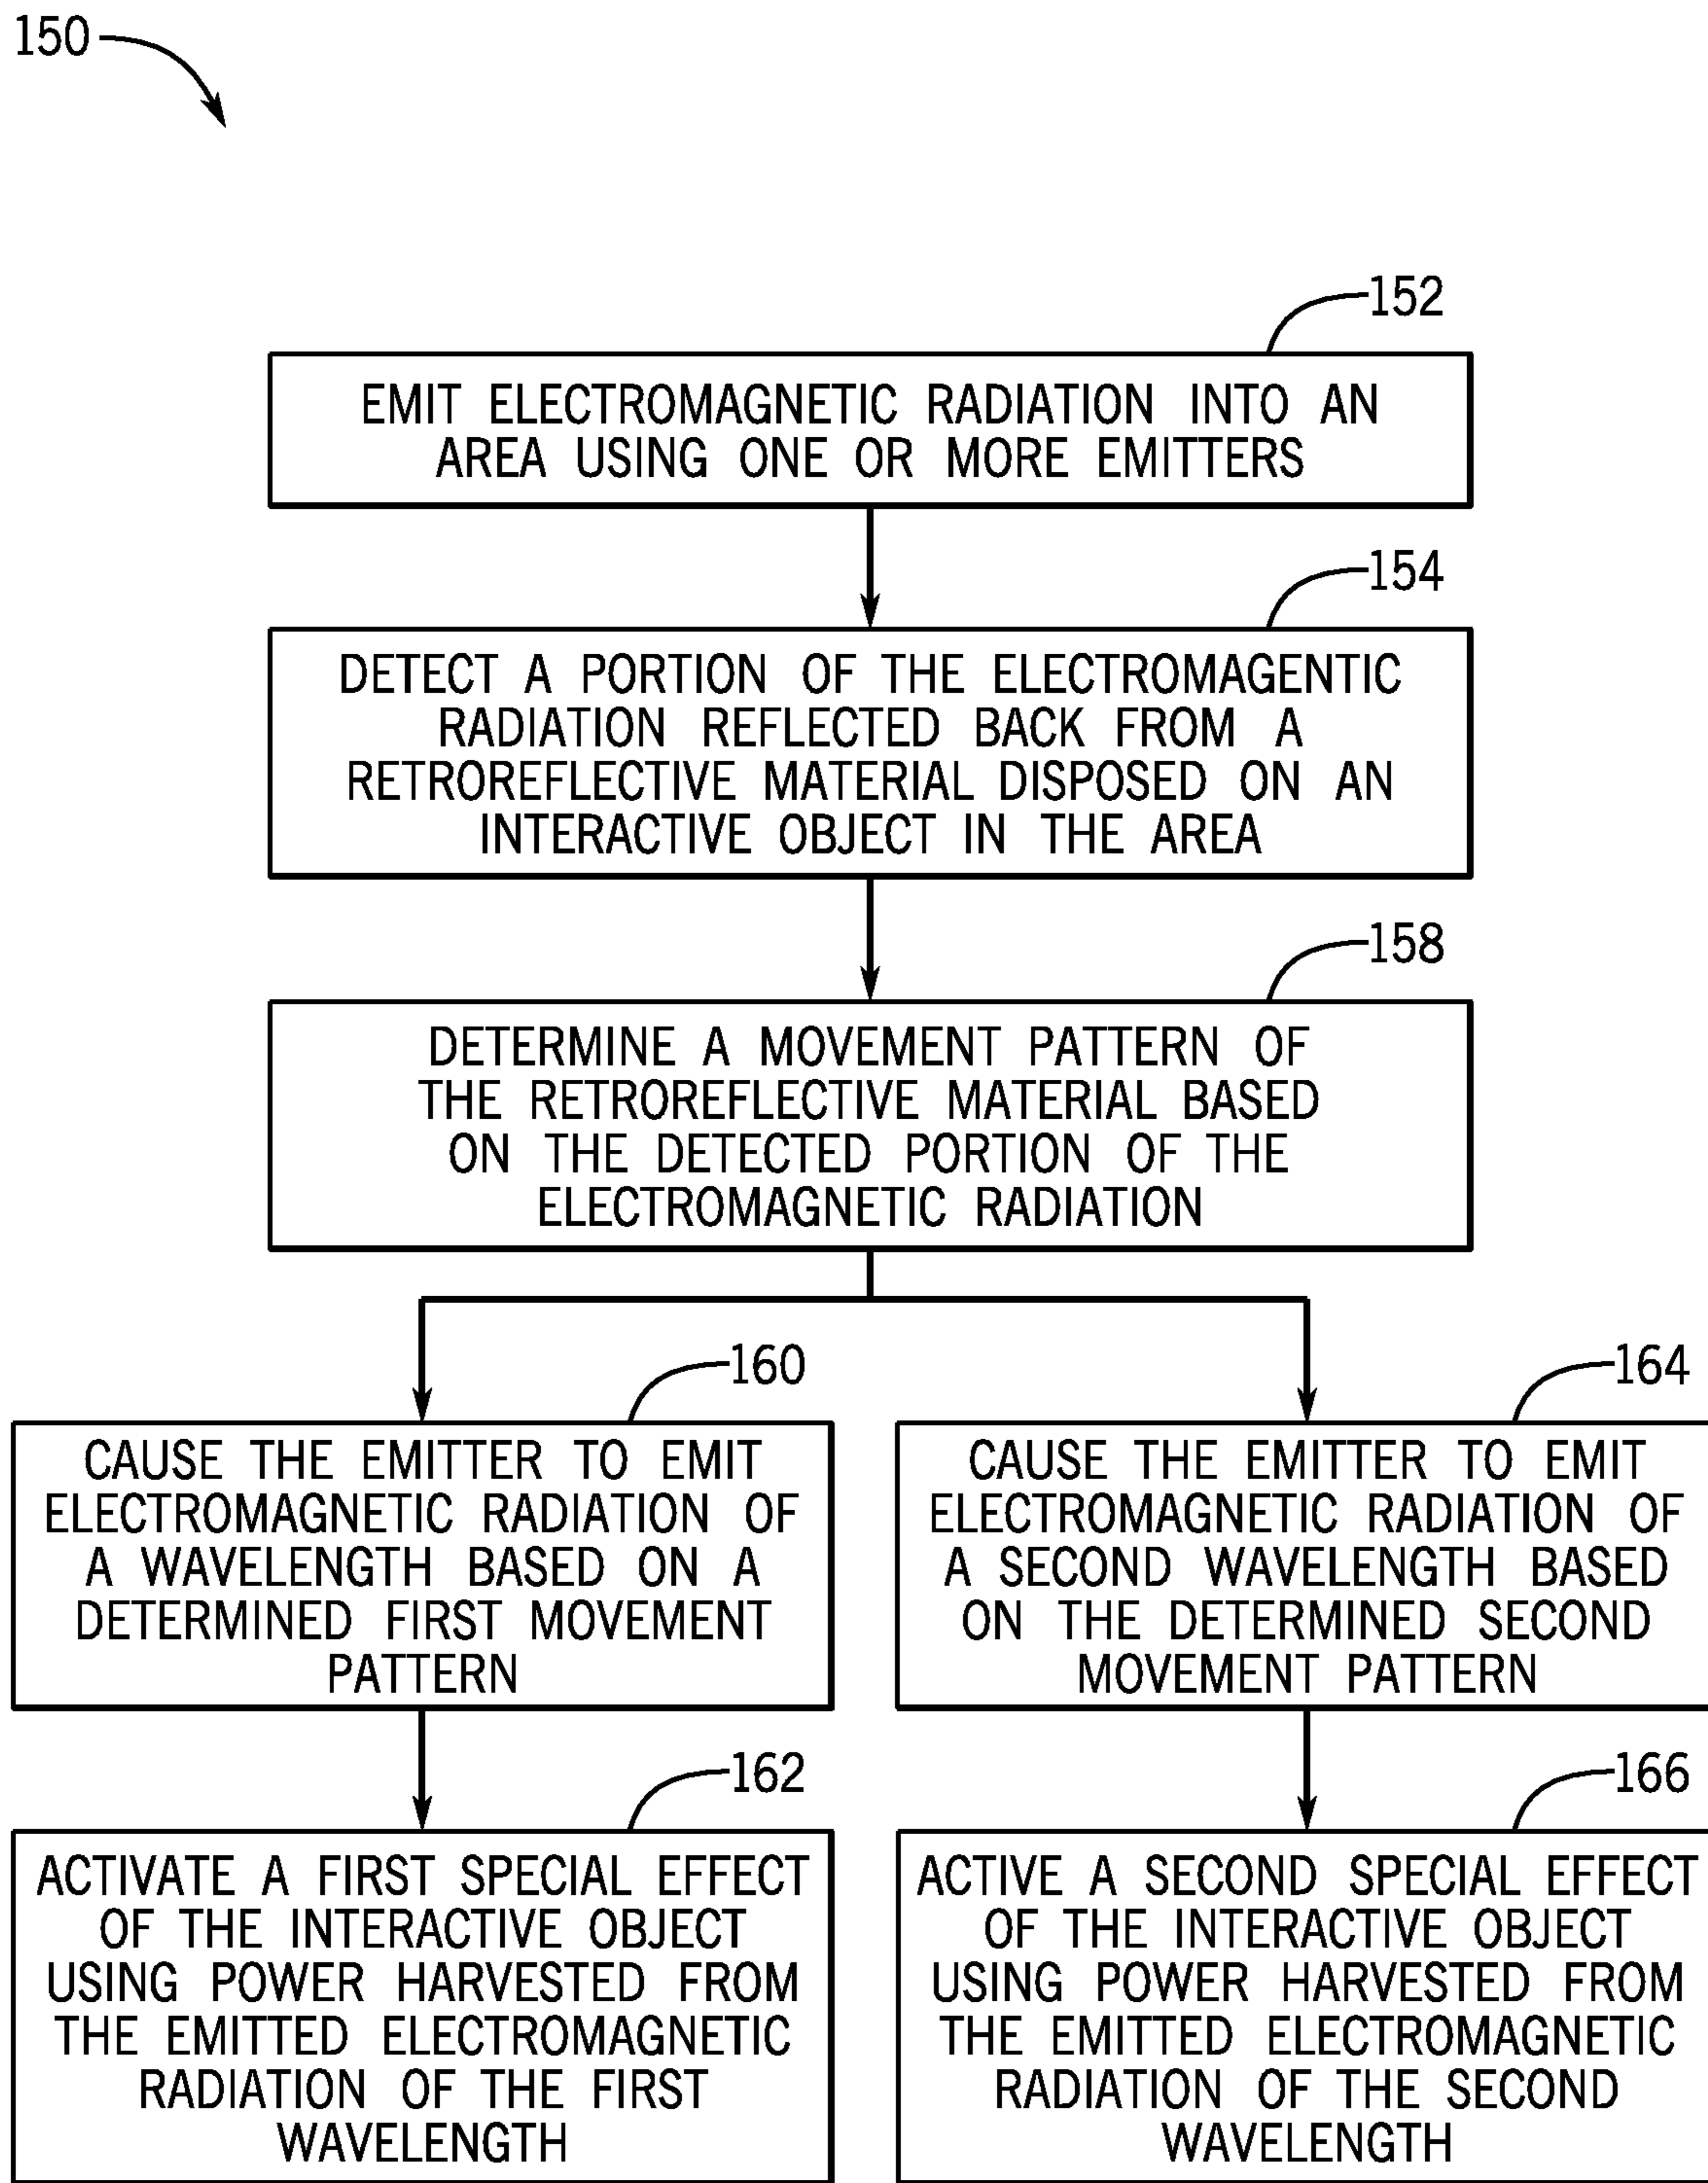 150
152
EMIT ELECTROMAGNETIC RADIATION INTO AN
AREA USING ONE OR MORE EMITTERS
154
DETECT A PORTION OF THE ELECTROMAGENTIC
RADIATION REFLECTED BACK FROM A
RETROREFLECTIVE MATERIAL DISPOSED ON AN
INTERACTIVE OBJECT IN THE AREA
158
DETERMINE A MOVEMENT PATTERN OF
THE RETROREFLECTIVE MATERIAL BASED
ON THE DETECTED PORTION OF THE
ELECTROMAGNETIC RADIATION
160
CAUSE THE EMITTER TO EMIT
ELECTROMAGNETIC RADIATION OF
A WAVELENGTH BASED ON A
DETERMINED FIRST MOVEMENT
PATTERN
162
ACTIVATE A FIRST SPECIAL EFFECT
OF THE INTERACTIVE OBJECT
USING POWER HARVESTED FROM
THE EMITTED ELECTROMAGNETIC
RADIATION OF THE FIRST
WAVELENGTH
164
CAUSE THE EMITTER TO EMIT
ELECTROMAGNETIC RADIATION OF
A SECOND WAVELENGTH BASED
ON THE DETERMINED SECOND
MOVEMENT PATTERN
166
ACTIVE A SECOND SPECIAL EFFECT
OF THE INTERACTIVE OBJECT
USING POWER HARVESTED FROM
THE EMITTED ELECTROMAGNETIC
RADIATION OF THE SECOND
WAVELENGTH